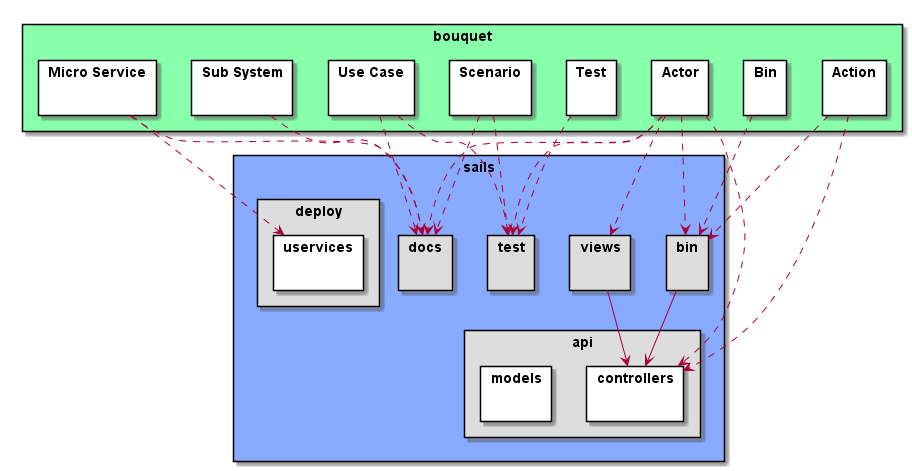 bouquet
Micro Service
Sub System
Use Case
Scenario
Test
Actor
Bin
Action
sails
deploy
uservices
docs
test
views
bin
api
models
controllers